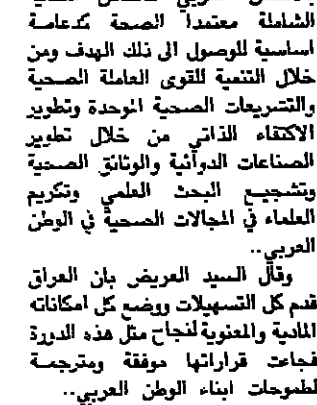 الشاملة معتمدا الصحة كدعامة
اساسية للوصول الى ذلك الهدف ومن
خلال التنمية للقوى العاملة الصحية
والتشريعات الصحية الموحدة وتطوير
الاكتفاء الذاتي من خلال تطوير
الصناعات الدوائية والوثائق الصحية
وتشجيع البحث العلمي وتكريم
العلماء في المجالات الصحية في الوطن
العربي..
وقال السيد العريض بان العراق
قدم كل التسهيلات ووضع كل امكاناته
المادية والمعنوية لنجاح مثل هذه الدورة
فجاءت قراراتها موفقة ومترجمة
لطموحات ابناء الوطن العربي..